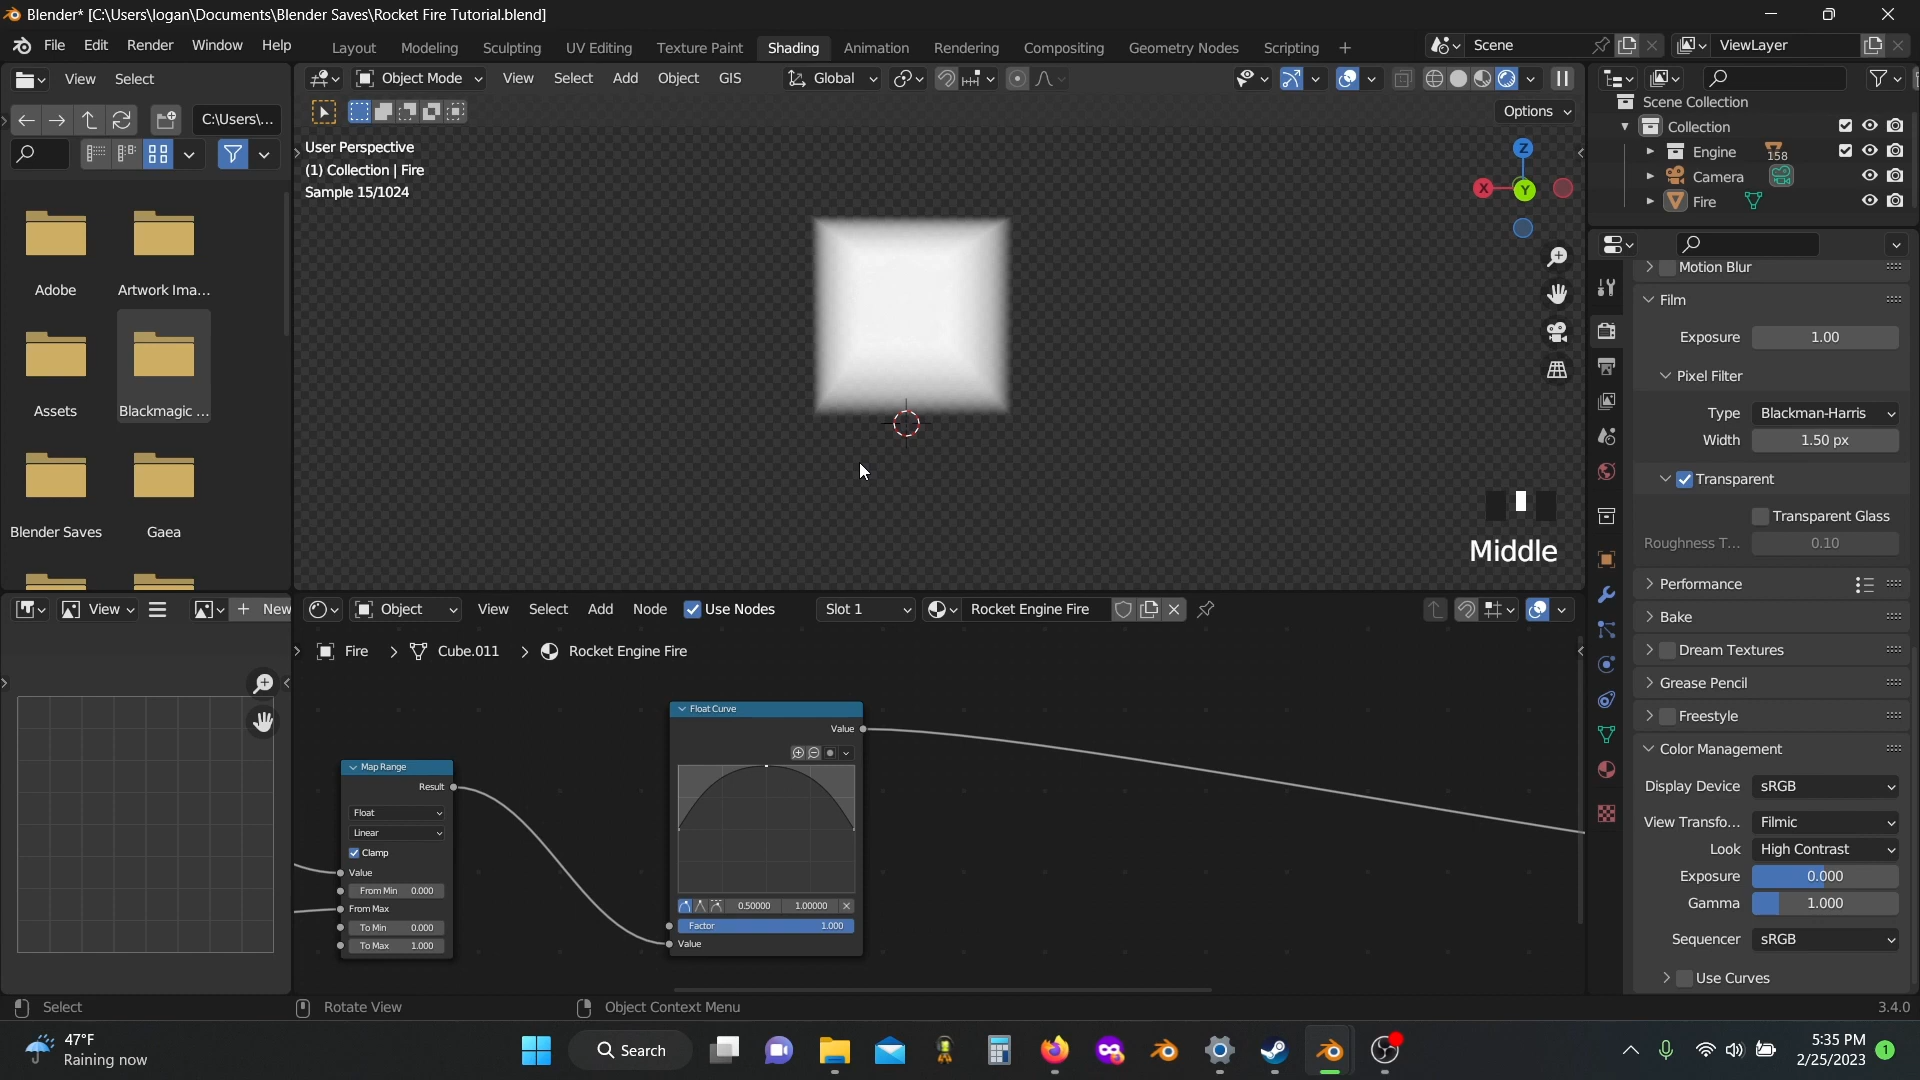 Blender* [C:\Users\logan\Documents\Blender Saves\Rocket Fire Tutorial.blend]
File Edit Render Window Help
Layout Modeling Sculpting UV Editing Texture Paint Shading Animation Rendering Compositing Geometry Nodes Scripting
Scene
ViewLayer
View Select
Object Mode View Select Add Object GIS
Global
C:\Users\...
Options
User Perspective
(1) Collection | Fire
Sample 15/1024
Z
X
Y
Adobe
Artwork Ima...
Assets
Blackmagic ...
Blender Saves
Gaea
Middle
Scene Collection
Collection
Engine 158
Camera
Fire
Motion Blur
Film
Exposure 1.00
Pixel Filter
Type Blackman-Harris
Width 1.50 px
Transparent
Transparent Glass
Roughness T... 0.10
Performance
Bake
Dream Textures
Grease Pencil
Freestyle
Color Management
Display Device sRGB
View Transfo... Filmic
Look High Contrast
Exposure 0.000
Gamma 1.000
Sequencer sRGB
Use Curves
View
New
Object View Select Add Node Use Nodes Slot 1 Rocket Engine Fire
Fire Cube.011 Rocket Engine Fire
Map Range
Result
Float
Linear
Clamp
Value
From Min 0.000
From Max
To Min 0.000
To Max 1.000
Float Curve
Value
0.50000 1.00000
Factor 1.000
Value
Select Rotate View Object Context Menu 3.4.0
47°F
Raining now
Search
5:35 PM
2/25/2023
1